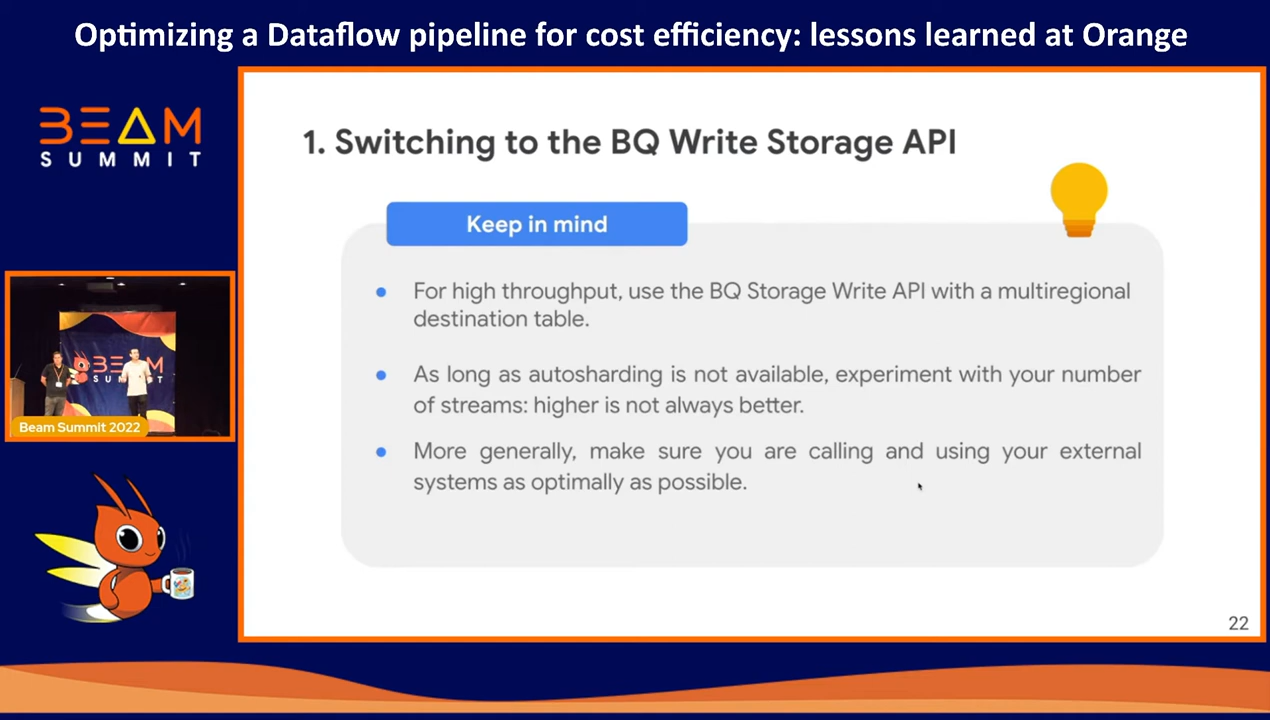 Optimizing a Dataflow pipeline for cost efficiency: lessons learned at Orange
BEAM
SUMMIT
1. Switching to the BQ Write Storage API
Keep in mind
For high throughput, use the BQ Storage Write API with a multiregional
destination table.
As long as autosharding is not available, experiment with your number
of streams: higher is not always better.
More generally, make sure you are calling and using your external
systems as optimally as possible.
BEAM
Beam Summit 2022
22